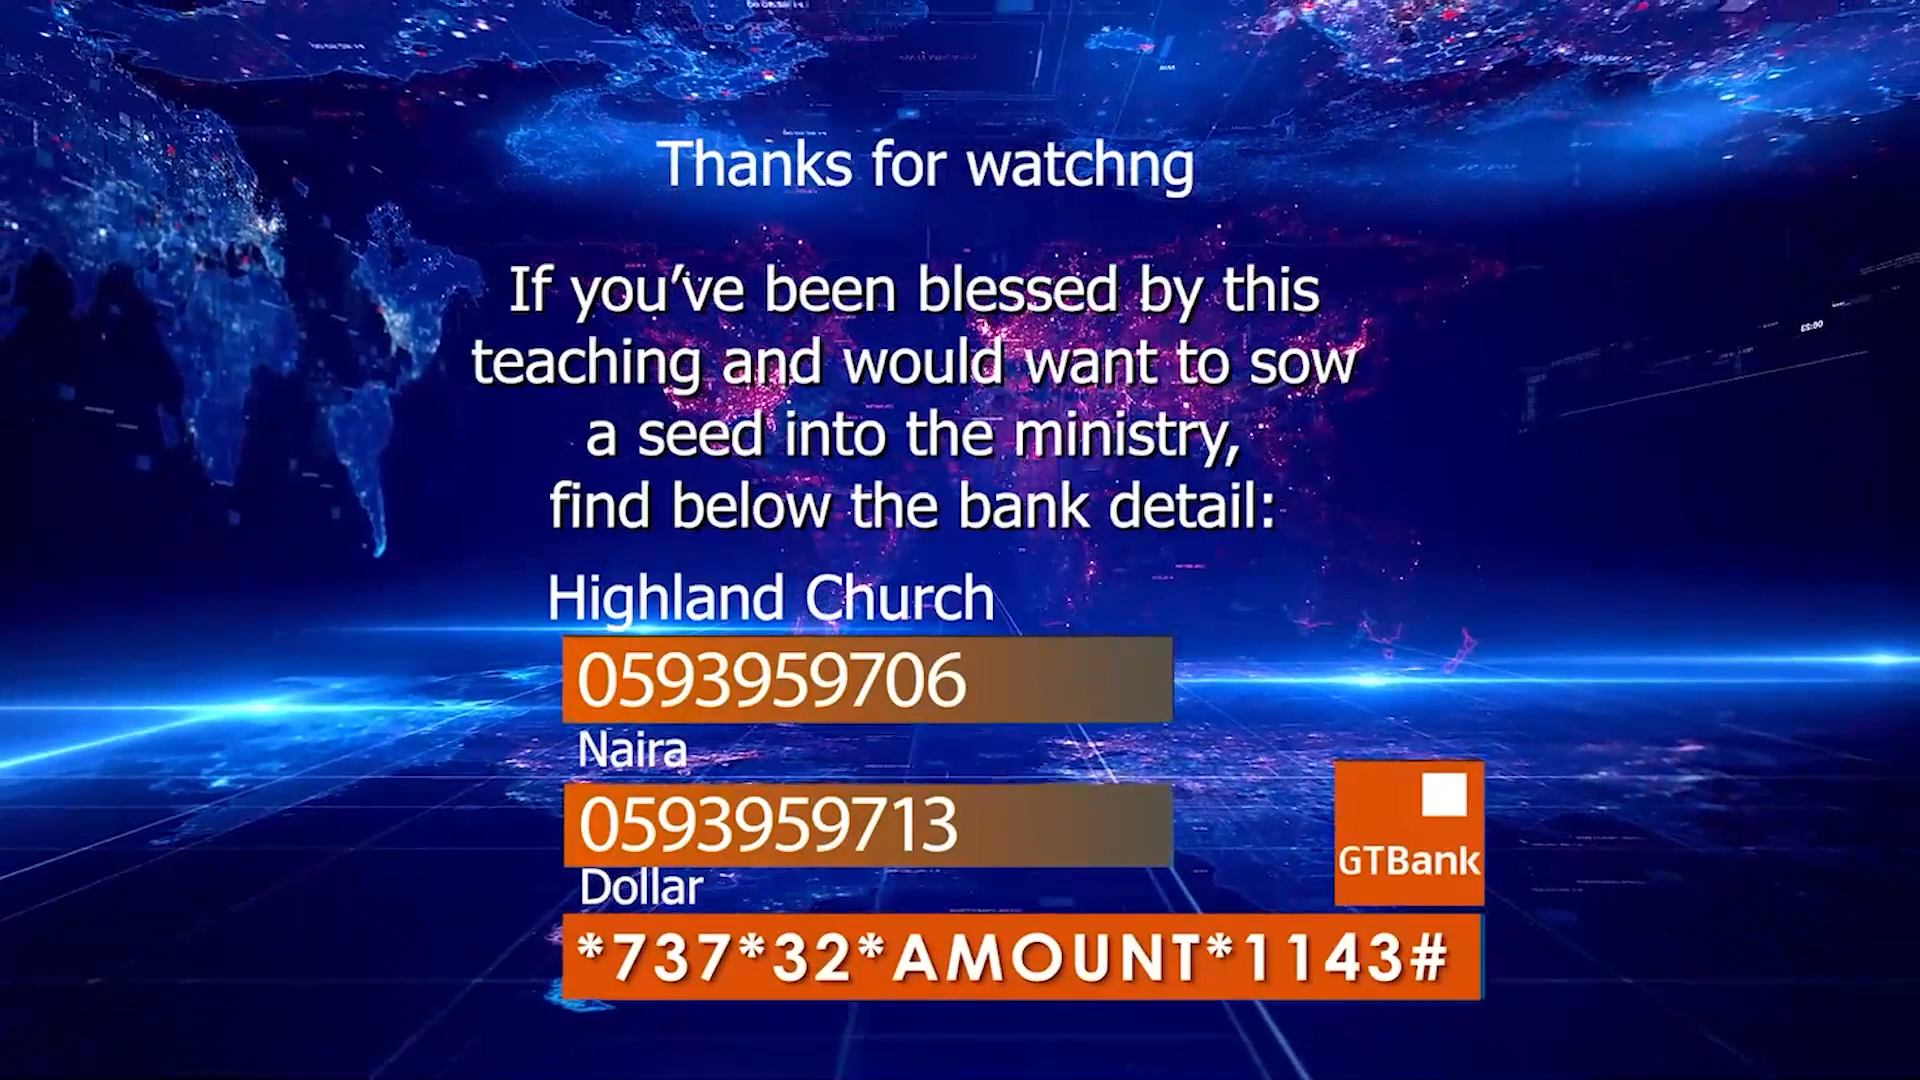 Thanks for watchng
If you've been blessed by this
teaching and would want to sow
a seed into the ministry,
find below the bank detail:
Highland Church
0593959706
Naira
0593959713
Dollar
GTBank
*737*32*AMOUNT*1143#